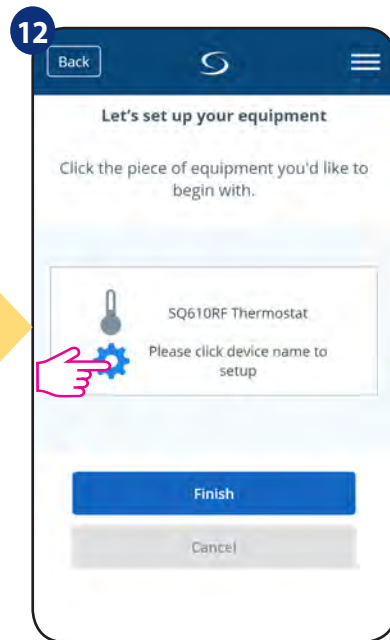 12
Back
Let's set up your equipment
Click the piece of equipment you'd like to
begin with.
SQ610RF Thermostat
Please click device name to
setup
Finish
Cancel